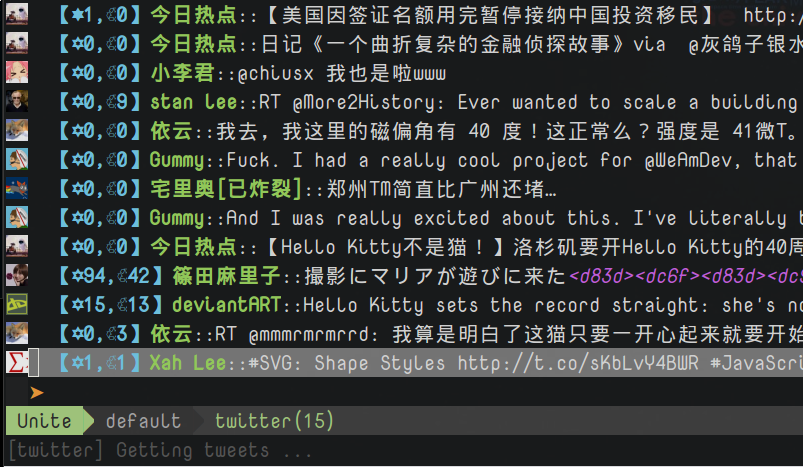 【✡1,♺0】今日热点::【美国因签证名额用完暂停接纳中国投资移民】 http:
【✡0,♺0】今日热点::日记《一个曲折复杂的金融侦探故事》via @灰鸽子银水
【✡0,♺0】小李君::@chiusx 我也是啦www
【✡0,♺9】stan lee::RT @More2History: Ever wanted to scale a building
【✡0,♺0】依云::我去，我这里的磁偏角有 40 度！这正常么？强度是 41微T。
【✡0,♺0】Gummy::Fuck. I had a really cool project for @WeAmDev, that
【✡0,♺0】宅里奥[已炸裂]::郑州TM简直比广州还堵…
【✡0,♺0】Gummy::And I was really excited about this. I've literally b
【✡0,♺0】今日热点::【Hello Kitty不是猫！】洛杉矶要开Hello Kitty的40周
【✡94,♺42】篠田麻里子::撮影にマリアが遊びに来た<d83d><dc6f><d83d><dc
【✡15,♺13】deviantART::Hello Kitty sets the record straight: she's no
【✡0,♺3】依云::RT @mmmrmrmrrd: 我算是明白了这猫只要一开心起来就要开始
【✡1,♺1】Xah Lee::#SVG: Shape Styles http://t.co/sKbLvY4BWR #JavaScri
➤
Unite default twitter(15)
[twitter] Getting tweets ...